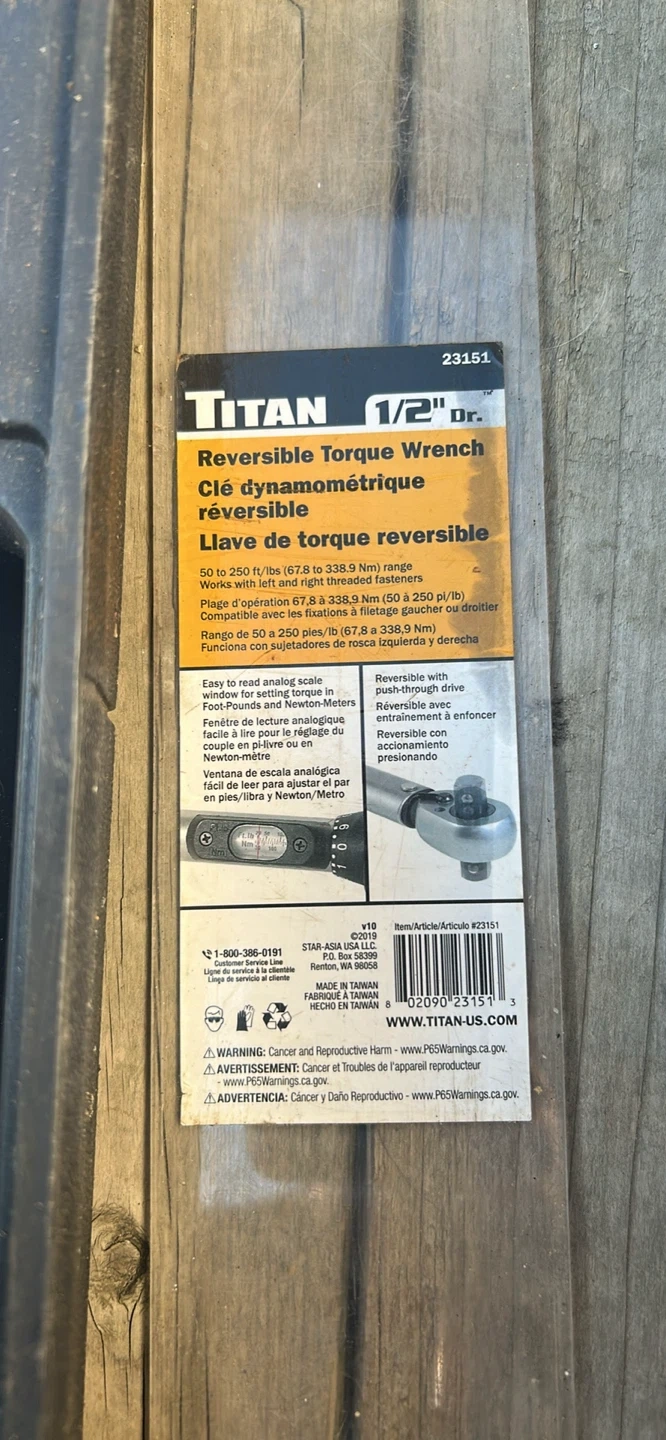 23151
TITAN 1/2" Dr.™
Reversible Torque Wrench
Clé dynamométrique
réversible
Llave de torque reversible
50 to 250 ft/lbs (67.8 to 338.9 Nm) range
Works with left and right threaded fasteners
Plage d'opération 67,8 à 338,9 Nm (50 à 250 pi/lb)
Compatible avec les fixations à filetage gaucher ou droitier
Rango de 50 a 250 pies/lb (67,8 a 338,9 Nm)
Funciona con sujetadores de rosca izquierda y derecha
Easy to read analog scale
window for setting torque in
Foot-Pounds and Newton-Meters
Fenêtre de lecture analogique
facile à lire pour le réglage du
couple en pi-livre ou en
Newton-mètre
Ventana de escala analógica
fácil de leer para ajustar el par
en pies/libra y Newton/Metro
Reversible with
push-through drive
Réversible avec
entraînement à enfoncer
Reversible con
accionamiento
presionando
Ft.Lb
Nm
1 0 9
1-800-386-0191
Customer Service Line
Ligne du service à la clientèle
Línea de servicio al cliente
v10
©2019
STAR-ASIA USA LLC.
P.O. Box 58399
Renton, WA 98058
MADE IN TAIWAN
FABRIQUÉ À TAIWAN
HECHO EN TAIWÁN
Item/Article/Artículo #23151
8 02090 23151 3
WWW.TITAN-US.COM
⚠WARNING: Cancer and Reproductive Harm - www.P65Warnings.ca.gov.
⚠AVERTISSEMENT: Cancer et Troubles de l'appareil reproducteur
- www.P65Warnings.ca.gov.
⚠ADVERTENCIA: Cáncer y Daño Reproductivo - www.P65Warnings.ca.gov.